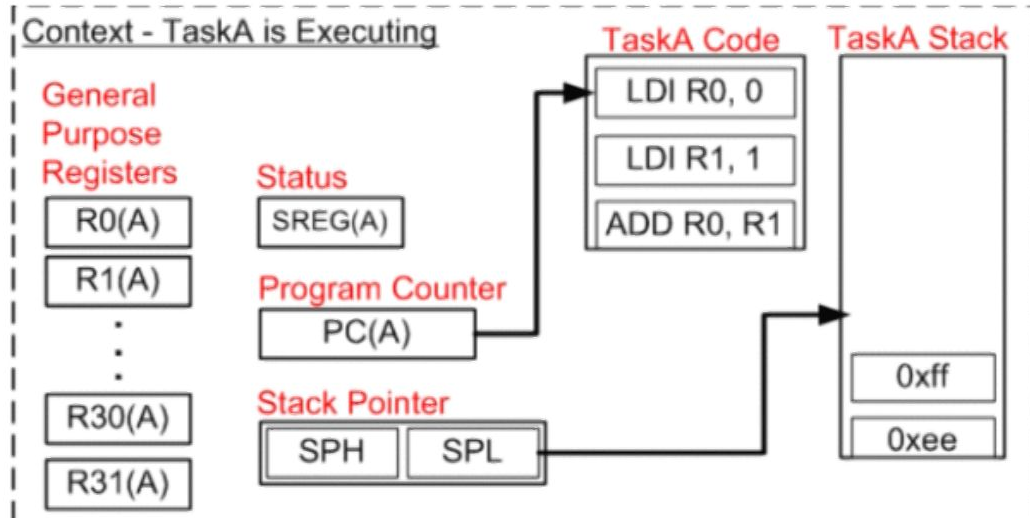 Context - TaskA is Executing
TaskA Code
TaskA Stack
General
Purpose
Registers
R0(A)
R1(A)
.
.
.
R30(A)
R31(A)
Status
SREG(A)
Program Counter
PC(A)
Stack Pointer
SPH
SPL
LDI R0, 0
LDI R1, 1
ADD R0, R1
0xff
0xee